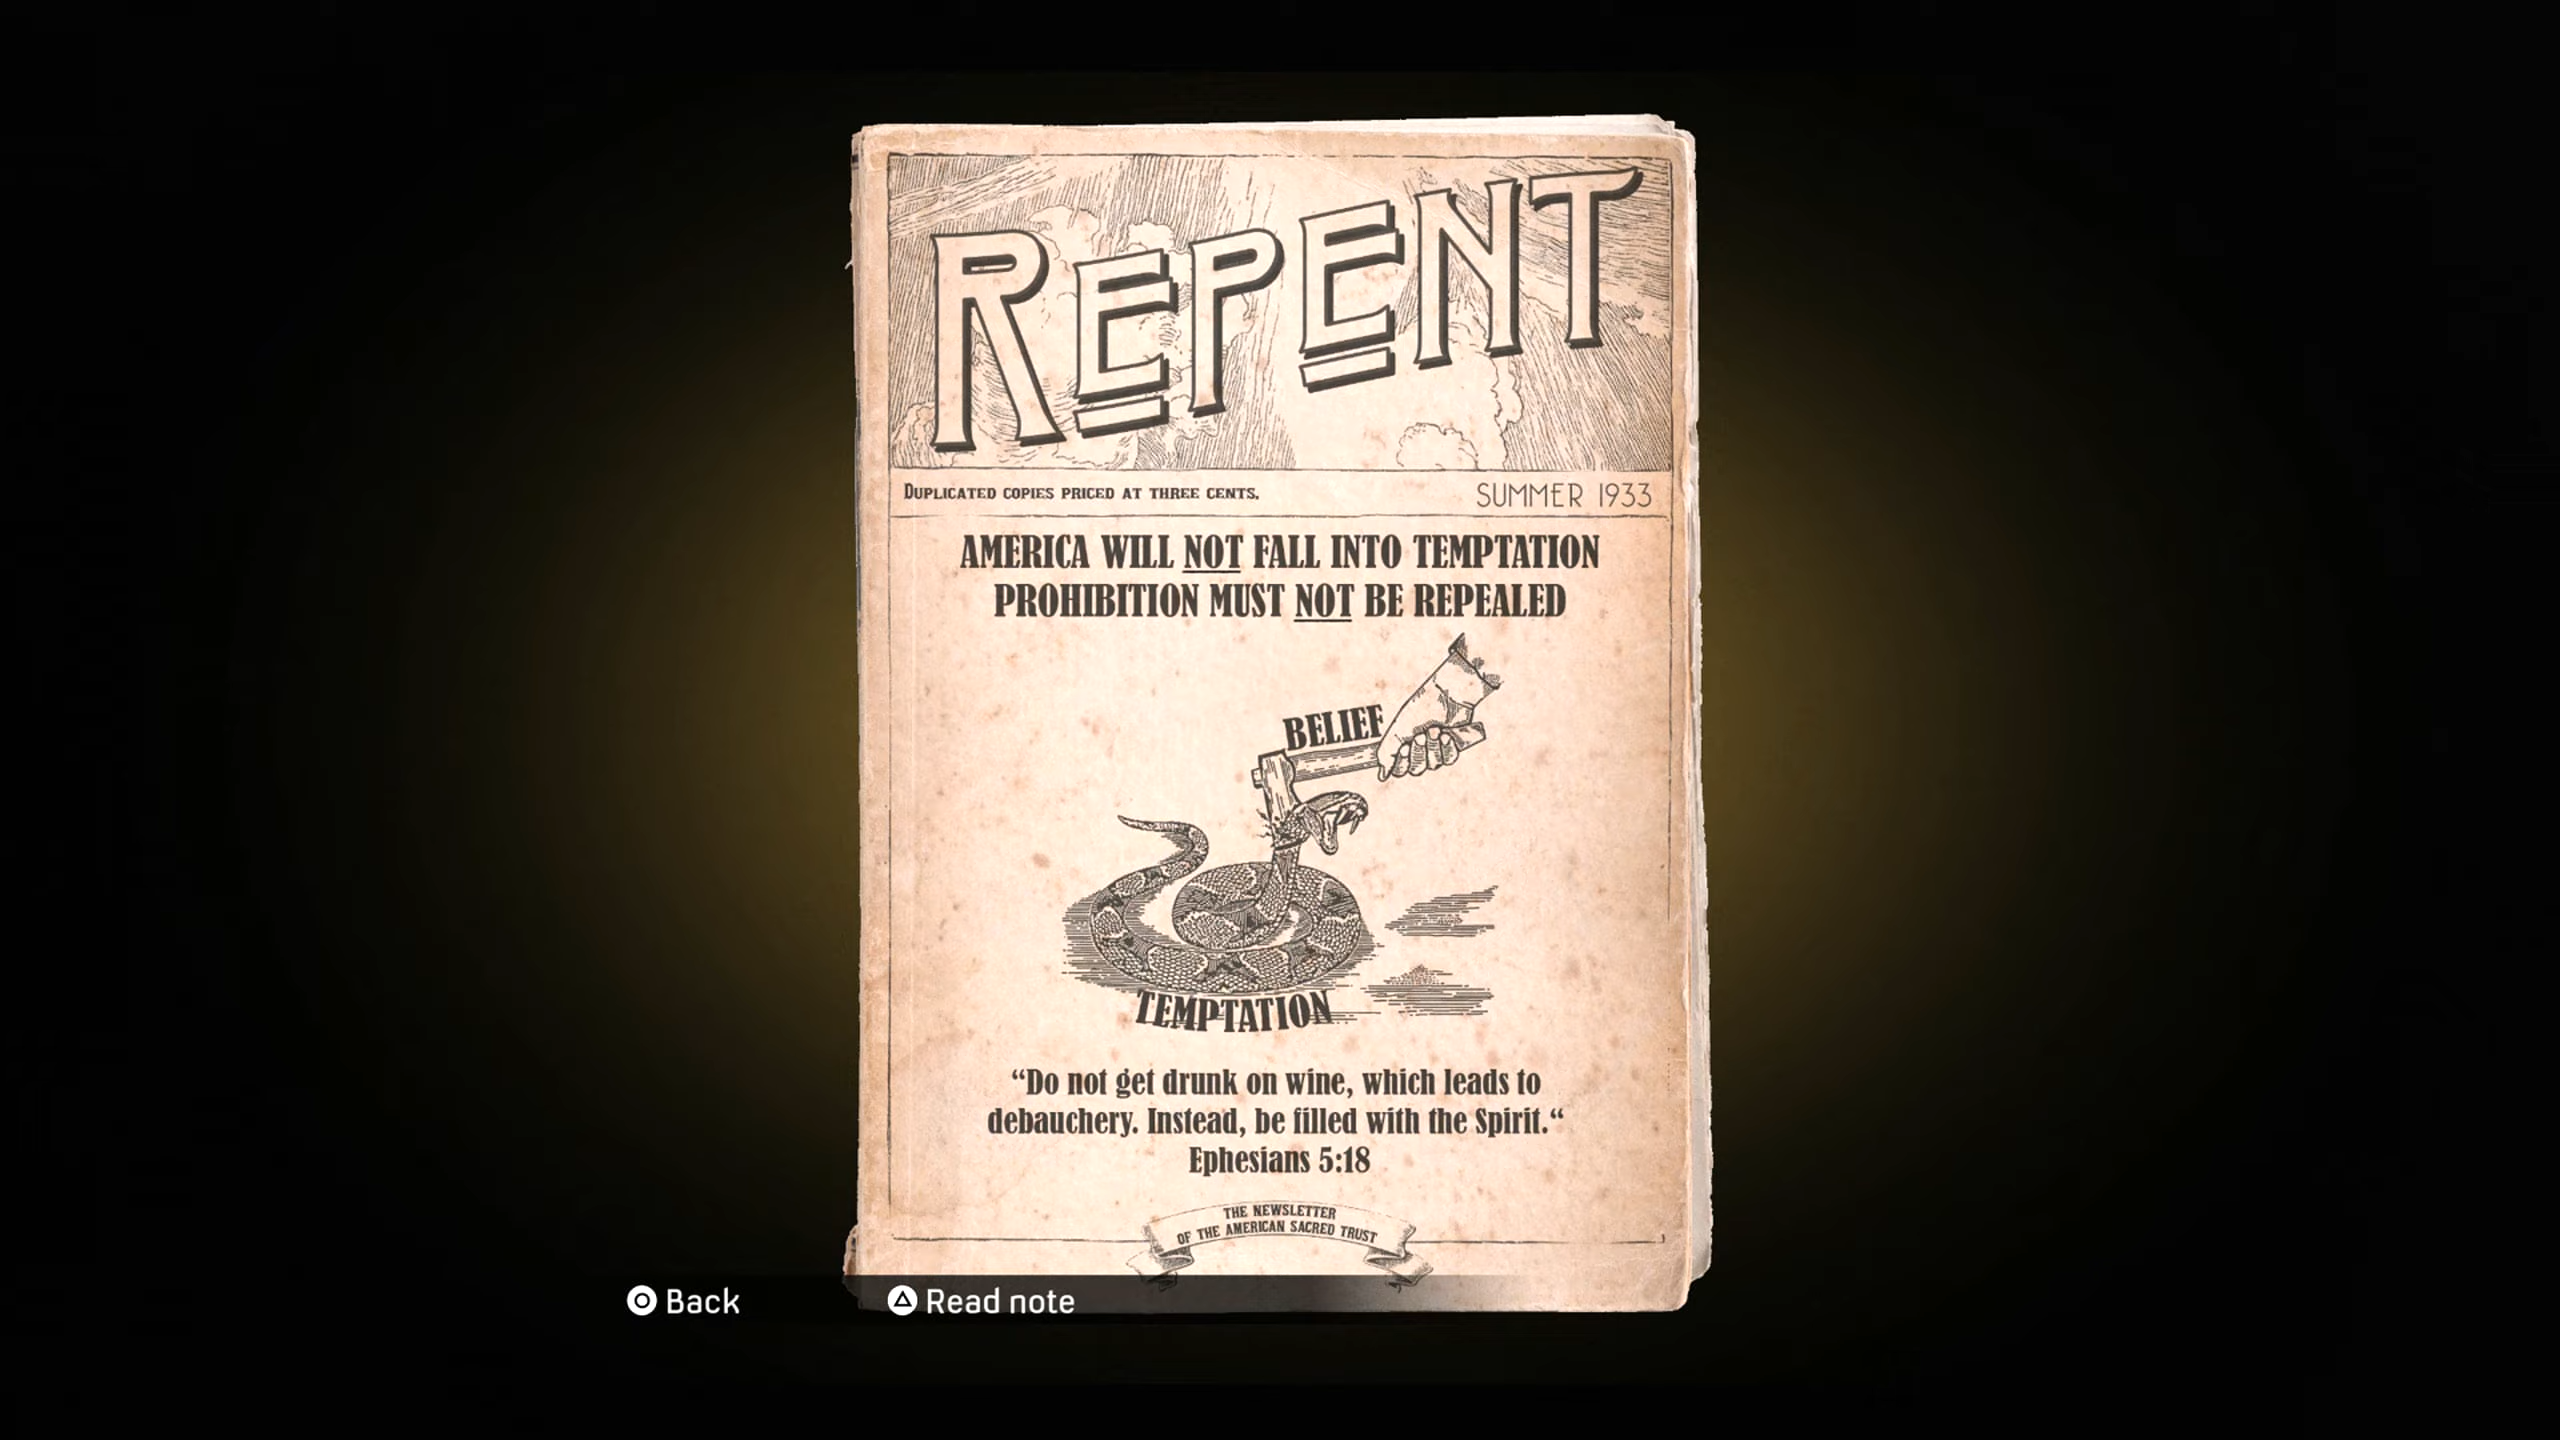 REPENT
DUPLICATED COPIES PRICED AT THREE CENTS.
SUMMER 1933
AMERICA WILL NOT FALL INTO TEMPTATION
PROHIBITION MUST NOT BE REPEALED
BELIEF
TEMPTATION
“Do not get drunk on wine, which leads to
debauchery. Instead, be filled with the Spirit.“
Ephesians 5:18
THE NEWSLETTER
OF THE AMERICAN SACRED TRUST
Back
Read note